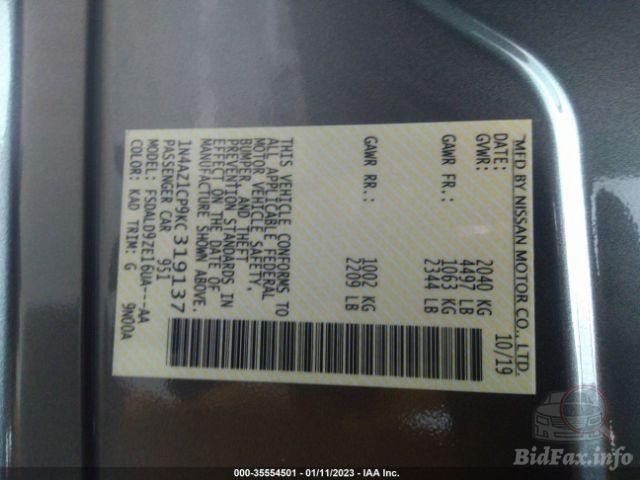 MFD BY NISSAN MOTOR CO., LTD.
DATE: 10/19
GVWR: 2040 KG
4497 LB
GAWR FR.: 1063 KG
2344 LB
GAWR RR.: 1002 KG
2209 LB
THIS VEHICLE CONFORMS TO
ALL APPLICABLE FEDERAL
MOTOR VEHICLE SAFETY,
BUMPER, AND THEFT
PREVENTION STANDARDS IN
EFFECT ON THE DATE OF
MANUFACTURE SHOWN ABOVE.
1N4AZ1CP9KC319137
PASSENGER CAR 951
MODEL: FSDALD9ZE16UA---AA
COLOR: KAD TRIM: G 9N00A
BidFax.info
000-35554501 - 01/11/2023 - IAA Inc.